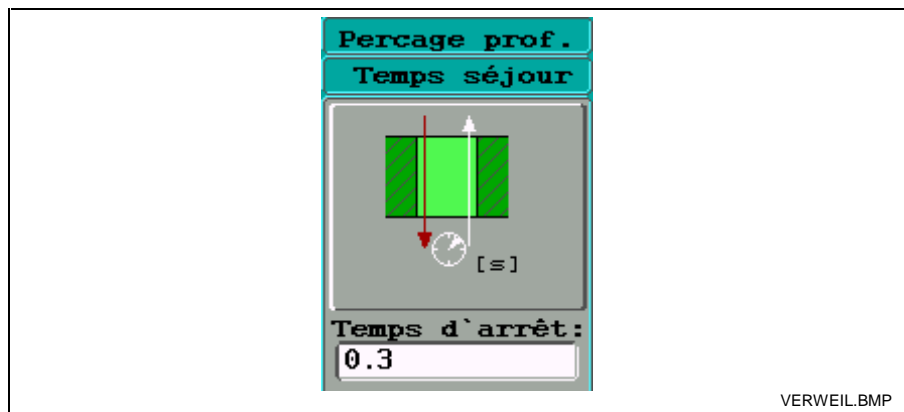 Percage prof.
Temps séjour
[s]
Temps d`arrêt:
0.3
VERWEIL.BMP